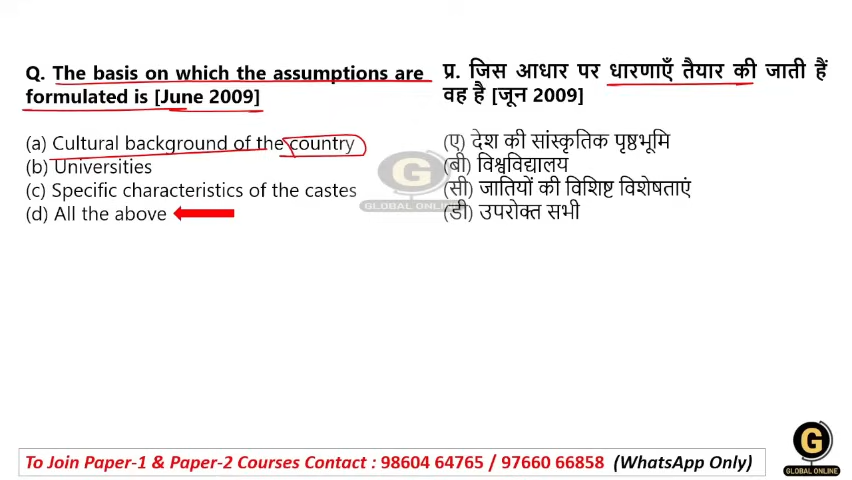 Q. The basis on which the assumptions are
formulated is [June 2009]
(a) Cultural background of the country
(b) Universities
(c) Specific characteristics of the castes
(d) All the above
प्र. जिस आधार पर धारणाएँ तैयार की जाती हैं
वह है [जून 2009]
(ए) देश की सांस्कृतिक पृष्ठभूमि
(बी) विश्वविद्यालय
(सी) जातियों की विशिष्ट विशेषताएं
(डी) उपरोक्त सभी
G
GLOBAL ONLINE
G
GLOBAL ONLINE
To Join Paper-1 & Paper-2 Courses Contact : 98604 64765 / 97660 66858 (WhatsApp Only)